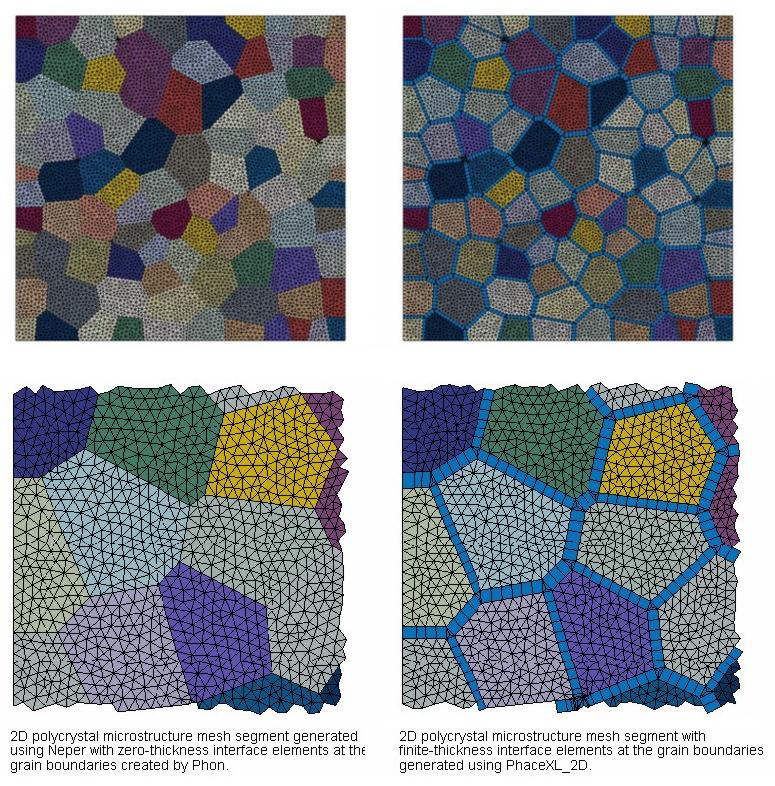 2D polycrystal microstructure mesh segment generated
using Neper with zero-thickness interface elements at the
grain boundaries created by Phon.
2D polycrystal microstructure mesh segment with
finite-thickness interface elements at the grain boundaries
generated using PhaceXL_2D.